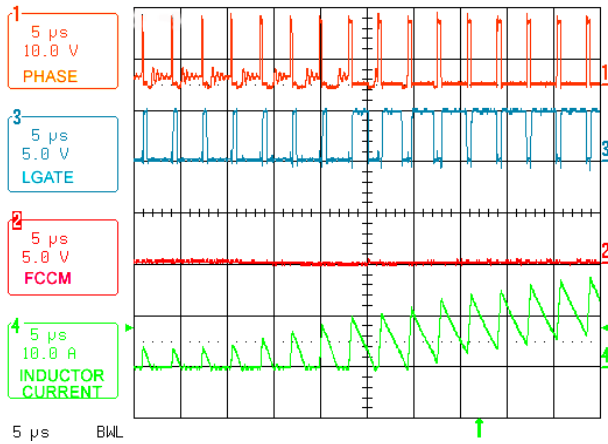 1
5 µs
10.0 V
PHASE
1
3
5 µs
5.0 V
LGATE
3
2
5 µs
5.0 V
FCCM
2
4
5 µs
10.0 A
INDUCTOR
CURRENT
4
5 µs BWL